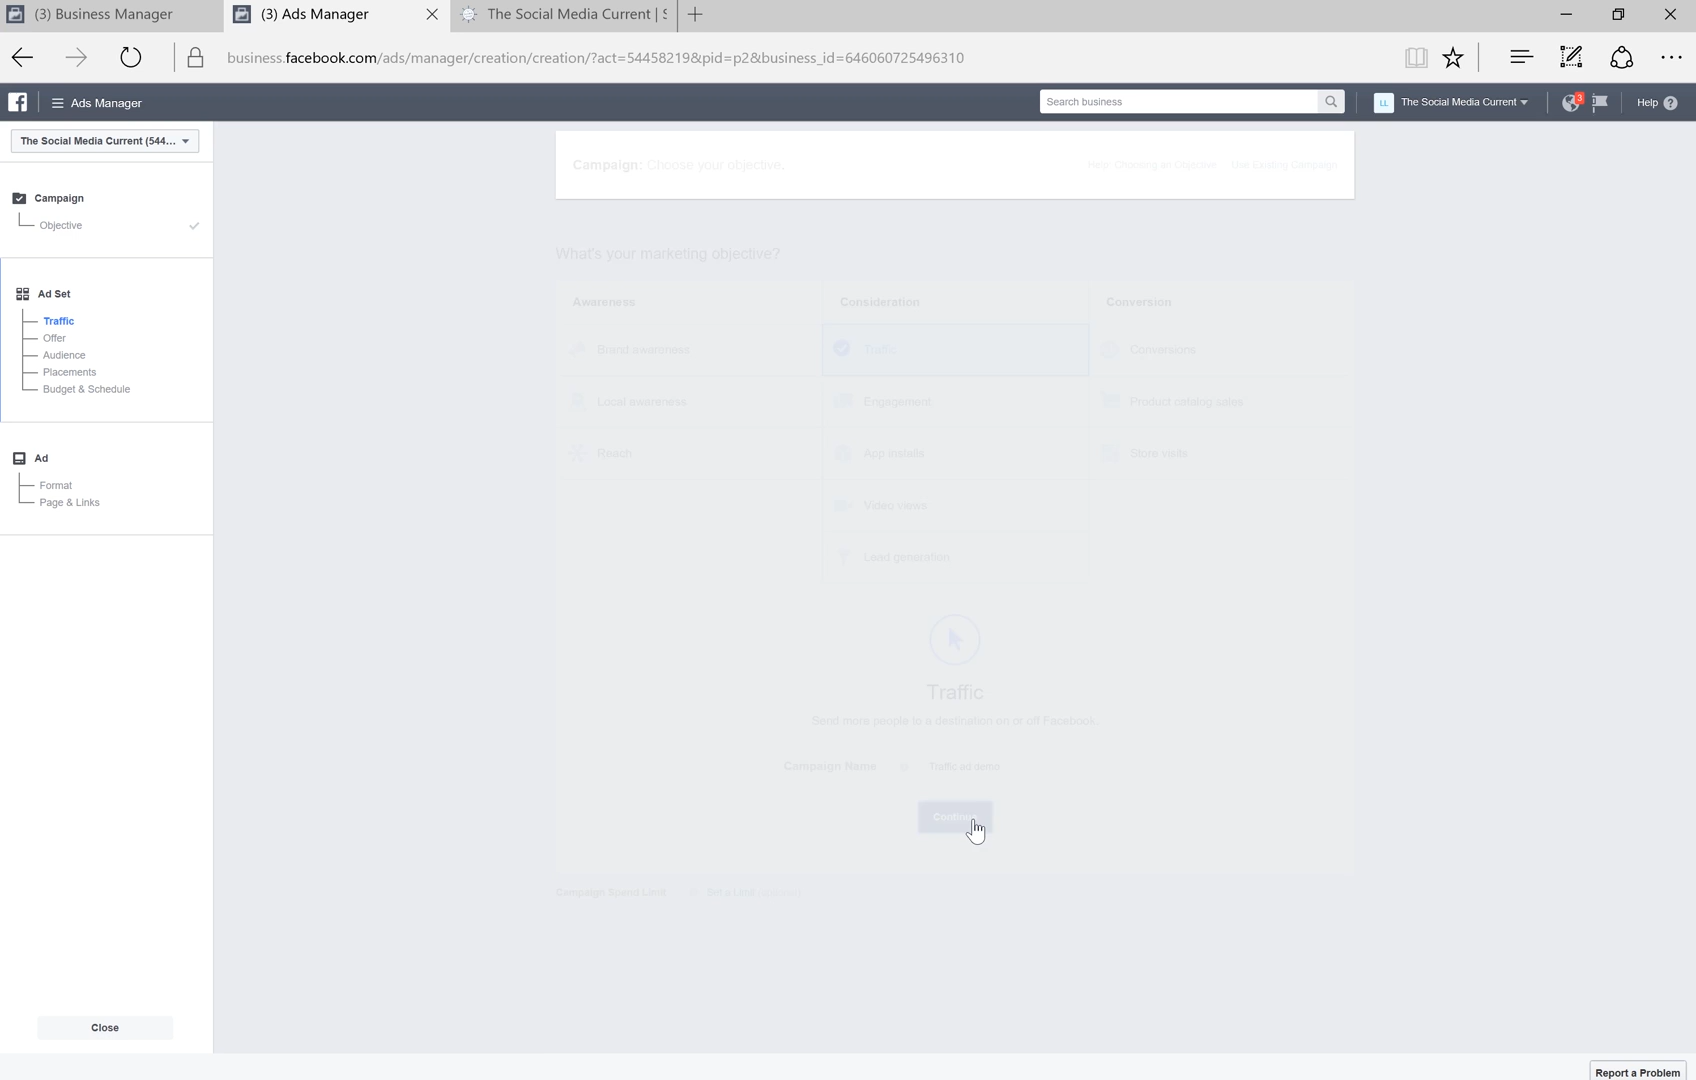 (3) Business Manager
(3) Ads Manager
The Social Media Current | S
business.facebook.com/ads/manager/creation/creation/?act=54458219&pid=p2&business_id=646060725496310
Ads Manager
Search business
LL
The Social Media Current
3
Help
The Social Media Current (544...
Campaign
Objective
Ad Set
Traffic
Offer
Audience
Placements
Budget & Schedule
Ad
Format
Page & Links
Close
Campaign: Choose your objective.
Help: Choosing an Objective
Use Existing Campaign
What's your marketing objective?
Awareness
Consideration
Conversion
Brand awareness
Traffic
Conversions
Local awareness
Engagement
Product catalog sales
Reach
App installs
Store visits
Video views
Lead generation
Traffic
Send more people to a destination on or off Facebook.
Campaign Name
Traffic ad demo
Continue
Campaign Spend Limit
Set a Limit (optional)
Report a Problem